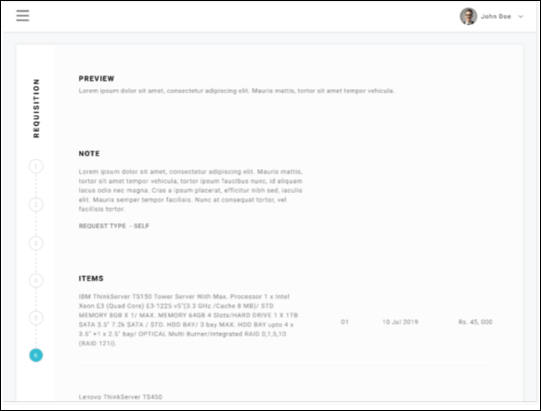 John Doe
REQUISITION
PREVIEW
Lorem ipsum dolor sit amet, consectetur adipiscing elit. Mauris mattis, tortor sit amet tempor vehicula.
NOTE
Lorem ipsum dolor sit amet, consectetur adipiscing elit. Mauris mattis,
tortor sit amet tempor vehicula, tortor ipsum faucibus nunc, id aliquam
lacus odio nec magna. Cras a ipsum placerat, efficitur nibh sed, iaculis
elit. Mauris semper tempor facilisis. Nunc at consequat tortor, vel
facilisis tortor.
REQUEST TYPE - SELF
1
2
3
4
5
6
ITEMS
IBM ThinkServer TS150 Tower Server With Max. Processor 1 x Intel
Xeon E3 (Quad Core) E3-1225 v5"(3.3 GHz /Cache 8 MB)/ STD
MEMORY 8GB X 1/ MAX. MEMORY 64GB 4 Slots/HARD DRIVE 1 X 1TB
SATA 3.5" 7.2k SATA / STD. HDD BAY/ 3 bay MAX. HDD BAY upto 4 x
3.5" +1 x 2.5" bay/ OPTICAL Multi Burner/Integrated RAID 0,1,5,10
(RAID 121i).
01
10 Jul 2019
Rs. 45, 000
Lenovo ThinkServer TS450